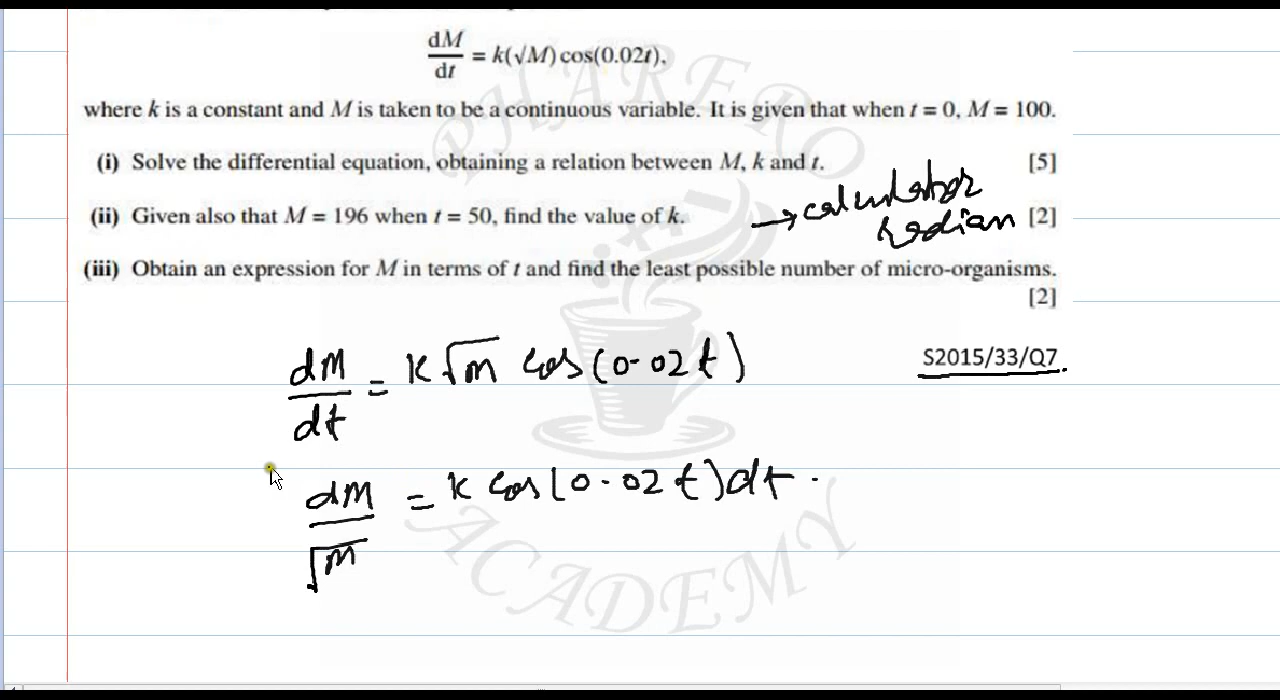 dM/dt = k(√M) cos(0.02t),
where k is a constant and M is taken to be a continuous variable. It is given that when t = 0, M = 100.
(i) Solve the differential equation, obtaining a relation between M, k and t. [5]
(ii) Given also that M = 196 when t = 50, find the value of k. [2]
→ calculator
radian
(iii) Obtain an expression for M in terms of t and find the least possible number of micro-organisms.
[2]
S2015/33/Q7
dM/dt = k √m cos(0.02t)
dM/√m = k cos(0.02t)dt.
PHARERO
ACADEMY